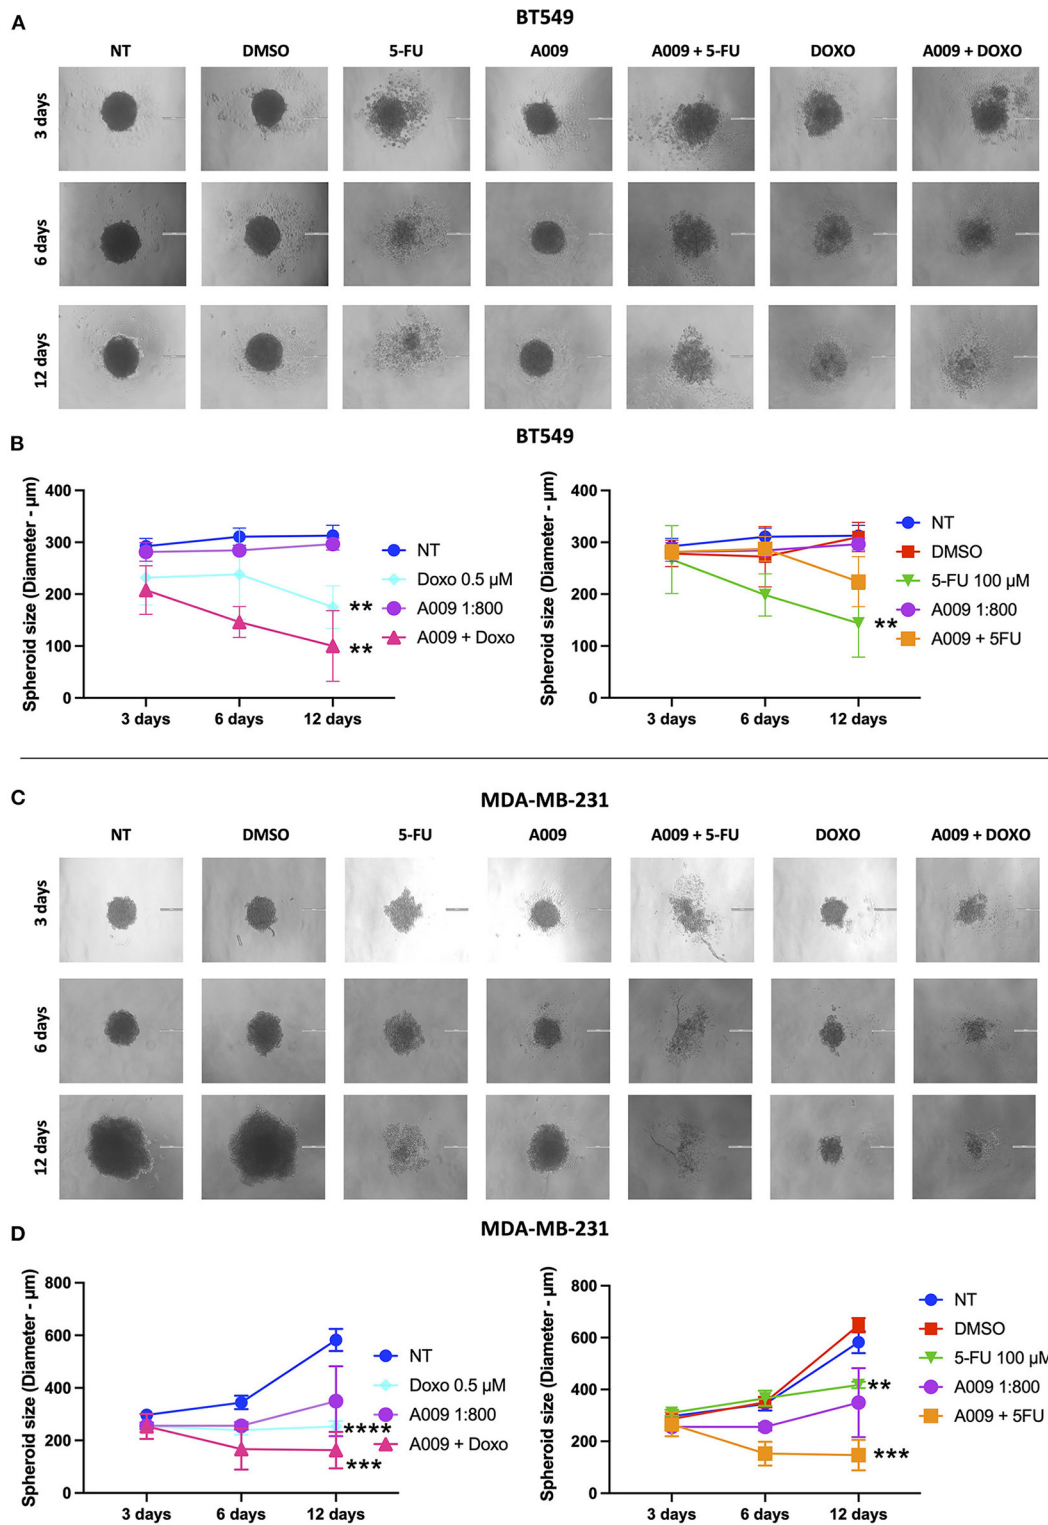 A
BT549
NT DMSO 5-FU A009 A009 + 5-FU DOXO A009 + DOXO
3 days
6 days
12 days
B
BT549
Spheroid size (Diameter - µm)
400
300
200
100
0
3 days 6 days 12 days
NT
Doxo 0.5 µM
A009 1:800
A009 + Doxo
**
**
Spheroid size (Diameter - µm)
400
300
200
100
0
3 days 6 days 12 days
NT
DMSO
5-FU 100 µM
A009 1:800
A009 + 5FU
**
C
MDA-MB-231
NT DMSO 5-FU A009 A009 + 5-FU DOXO A009 + DOXO
3 days
6 days
12 days
D
MDA-MB-231
Spheroid size (Diameter - µm)
800
600
400
200
0
3 days 6 days 12 days
NT
Doxo 0.5 µM
A009 1:800
A009 + Doxo
****
***
Spheroid size (Diameter - µm)
800
600
400
200
0
3 days 6 days 12 days
NT
DMSO
5-FU 100 µM
A009 1:800
A009 + 5FU
**
***